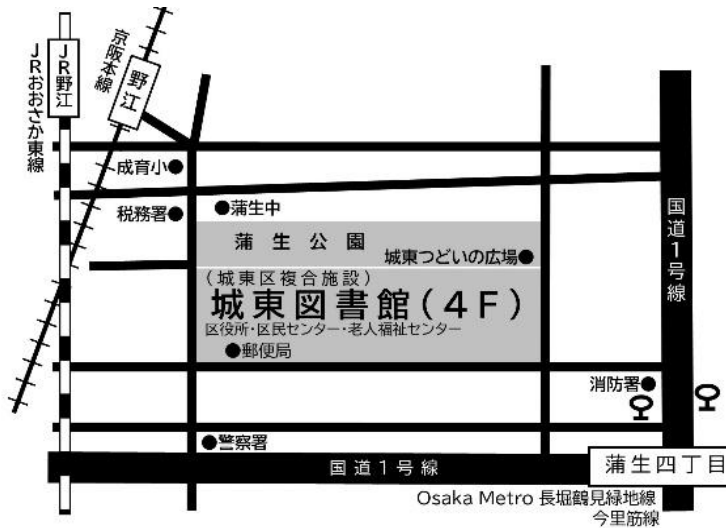 JR野江
JRおおさか東線
京阪本線
野江
成育小
税務署
蒲生中
蒲生公園
城東つどいの広場
(城東区複合施設)
城東図書館(4F)
区役所・区民センター・老人福祉センター
郵便局
国道1号線
消防署
警察署
国道1号線
蒲生四丁目
Osaka Metro 長堀鶴見緑地線
今里筋線